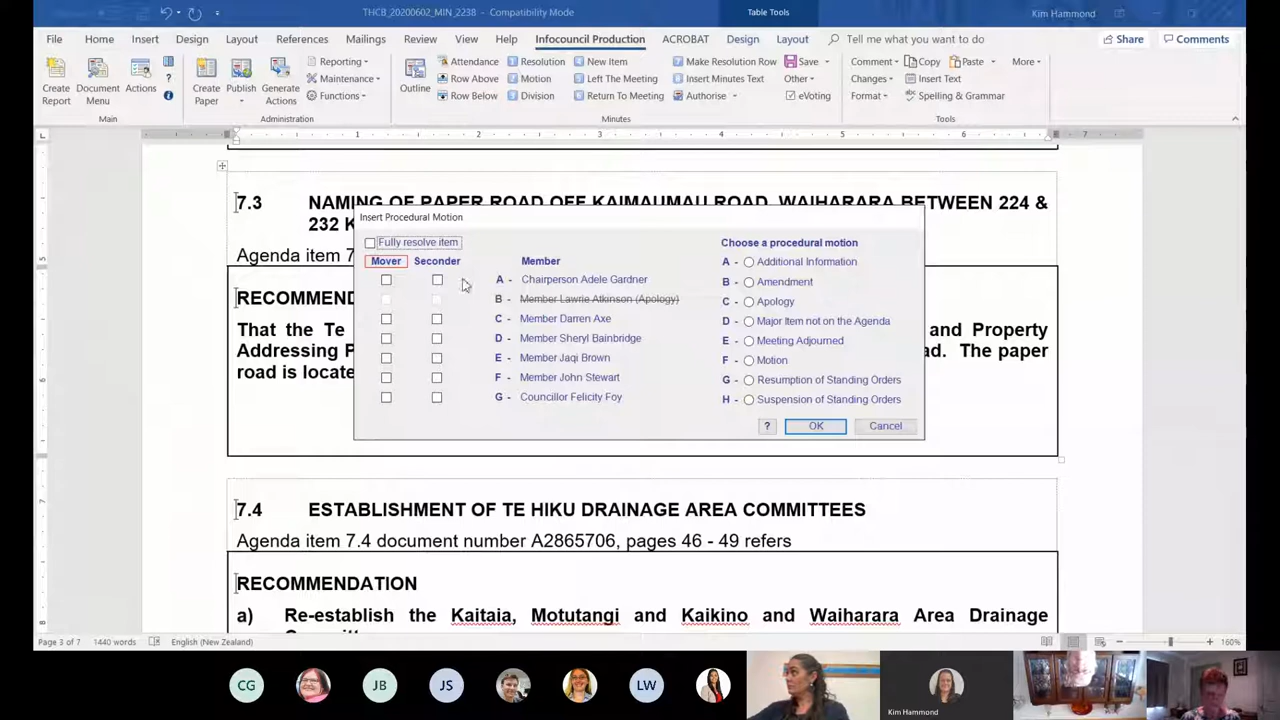 THCB_20200602_MIN_2238 - Compatibility Mode
Table Tools
Kim Hammond
File Home Insert Design Layout References Mailings Review View Help Infocouncil Production ACROBAT Design Layout Tell me what you want to do Share Comments
Attendance Resolution New Item Make Resolution Row Save Comment Copy Paste More
Reporting
Row Above Motion Left The Meeting Insert Minutes Text Other Changes Insert Text
Maintenance
Row Below Division Return To Meeting Authorise eVoting Format Spelling & Grammar
Functions
Create Report
Document Menu
Actions
Create Paper
Publish
Generate Actions
Outline
Main Administration Minutes Tools
1 2 3 4 5 6 7
7.3 NAMING OF PAPER ROAD OFF KAIMAUMAU ROAD, WAIHARARA BETWEEN 224 &
232 K
Agenda item 7
RECOMMEND
That the Te and Property
Addressing P ad. The paper
road is locate
Insert Procedural Motion
Fully resolve item
Mover Seconder Member
A - Chairperson Adele Gardner
B - Member Lawrie Atkinson (Apology)
C - Member Darren Axe
D - Member Sheryl Bainbridge
E - Member Jaqi Brown
F - Member John Stewart
G - Councillor Felicity Foy
Choose a procedural motion
A - Additional Information
B - Amendment
C - Apology
D - Major Item not on the Agenda
E - Meeting Adjourned
F - Motion
G - Resumption of Standing Orders
H - Suspension of Standing Orders
? OK Cancel
7.4 ESTABLISHMENT OF TE HIKU DRAINAGE AREA COMMITTEES
Agenda item 7.4 document number A2865706, pages 46 - 49 refers
RECOMMENDATION
a) Re-establish the Kaitaia, Motutangi and Kaikino and Waiharara Area Drainage
Page 3 of 7 1440 words English (New Zealand) 160%
CG JB JS LW
Kim Hammond